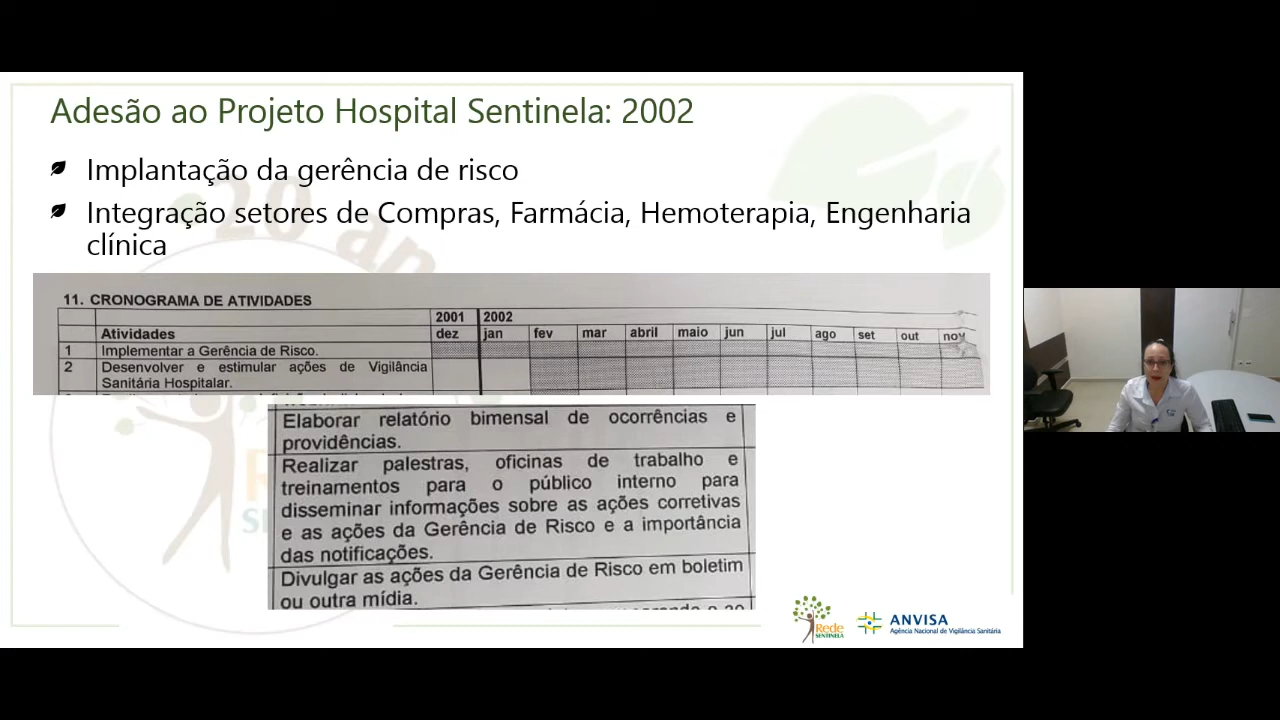 Adesão ao Projeto Hospital Sentinela: 2002
Implantação da gerência de risco
Integração setores de Compras, Farmácia, Hemoterapia, Engenharia
clínica
11. CRONOGRAMA DE ATIVIDADES
2001 2002
Atividades dez jan fev mar abril maio jun jul ago set out nov
1 Implementar a Gerência de Risco.
2 Desenvolver e estimular ações de Vigilância
Sanitária Hospitalar.
Elaborar relatório bimensal de ocorrências e
providências.
Realizar palestras, oficinas de trabalho e
treinamentos para o público interno para
disseminar informações sobre as ações corretivas
e as ações da Gerência de Risco e a importância
das notificações.
Divulgar as ações da Gerência de Risco em boletim
ou outra mídia.
20 an
Rede
SENTINELA
ANVISA
Agência Nacional de Vigilância Sanitária